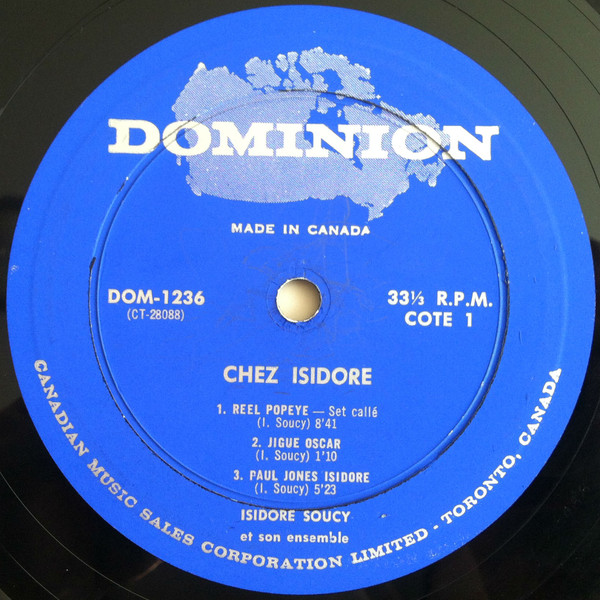 DOMINION
MADE IN CANADA
DOM-1236
(CT-28088)
33⅓ R.P.M.
COTE 1
CHEZ ISIDORE
1. REEL POPEYE — Set callé
(I. Soucy) 8'41
2. JIGUE OSCAR
(I. Soucy) 1'10
3. PAUL JONES ISIDORE
(I. Soucy) 5'23
ISIDORE SOUCY
et son ensemble
CANADIAN MUSIC SALES CORPORATION LIMITED - TORONTO, CANADA